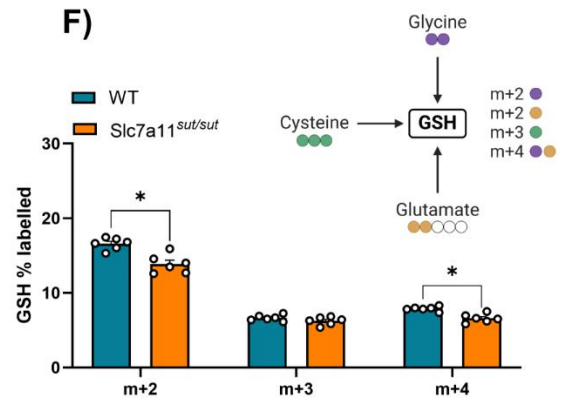 F)
Glycine
WT
Slc7a11sut/sut
Cysteine
GSH
m+2
m+2
m+3
m+4
Glutamate
GSH % labelled
30
20
10
0
*
*
m+2
m+3
m+4